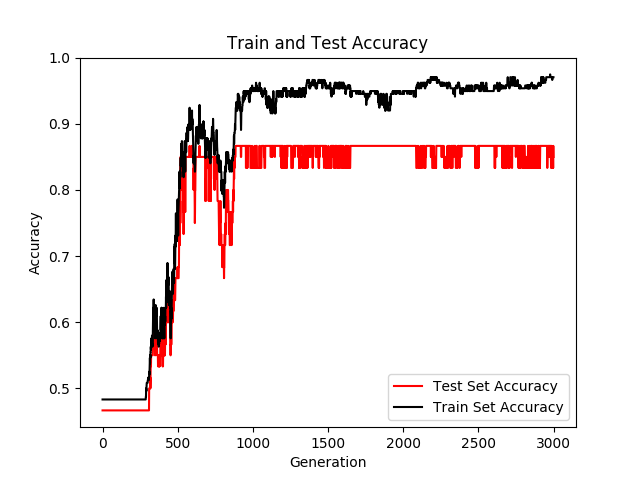 Train and Test Accuracy
1.0
0.9
0.8
0.7
0.6
0.5
Accuracy
Test Set Accuracy
Train Set Accuracy
0 500 1000 1500 2000 2500 3000
Generation